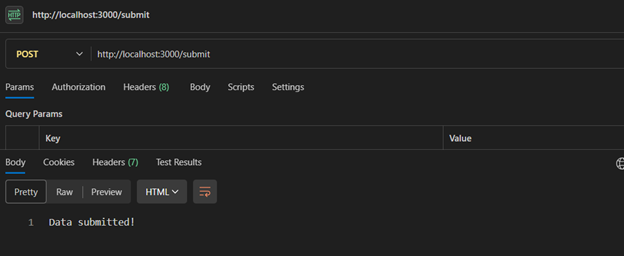 HTTP http://localhost:3000/submit
POST http://localhost:3000/submit
Params Authorization Headers (8) Body Scripts Settings
Query Params
Key Value
Body Cookies Headers (7) Test Results
Pretty Raw Preview HTML
1 Data submitted!